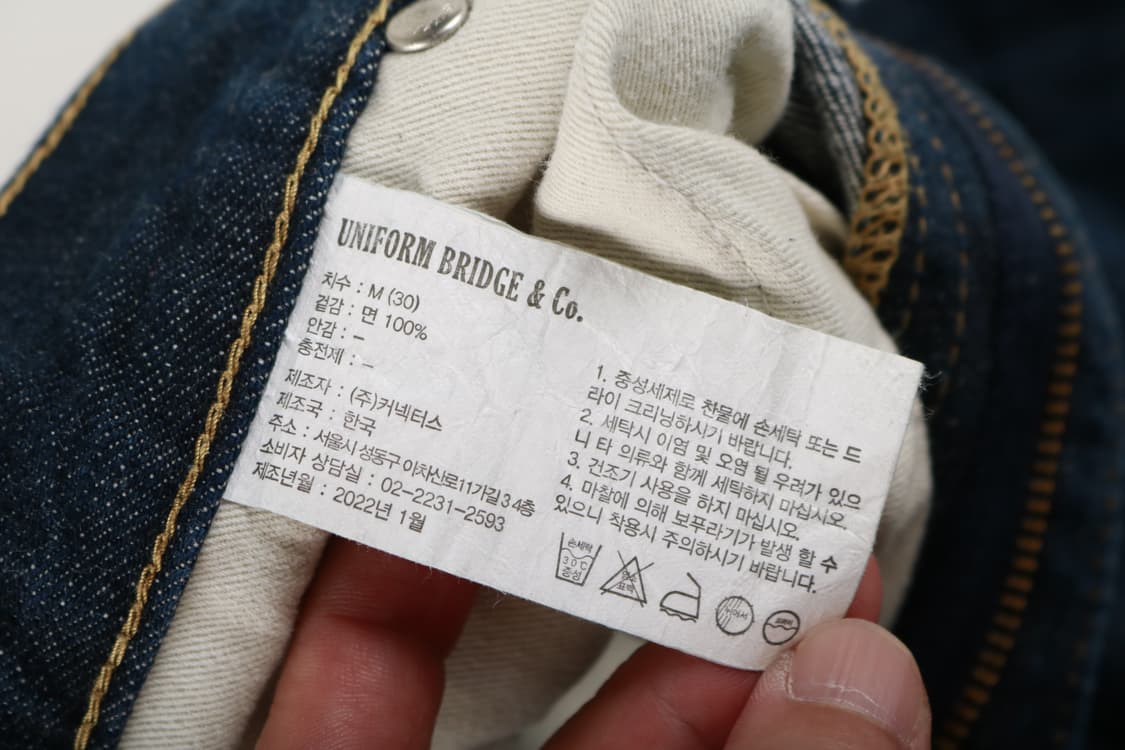 UNIFORM BRIDGE & Co.
치수 : M (30)
겉감 : 면 100%
안감 : –
충전제 : –
제조자 : (주)커넥터스
제조국 : 한국
주소 : 서울시 성동구 아차산로11가길 3 4층
소비자 상담실 : 02-2231-2593
제조년월 : 2022년 1월
1. 중성세제로 찬물에 손세탁 또는 드
라이 크리닝하시기 바랍니다.
2. 세탁시 이염 및 오염 될 우려가 있으
니 타 의류와 함께 세탁하지 마십시오.
3. 건조기 사용을 하지 마십시오.
4. 마찰에 의해 보푸라기가 발생 할 수
있으니 착용시 주의하시기 바랍니다.
손세탁
30℃
중성
염소
표백